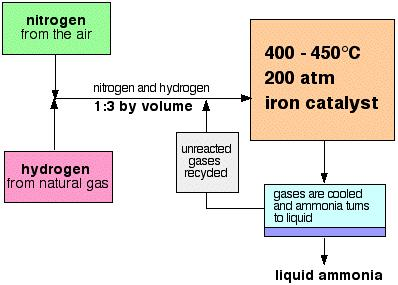 nitrogen
from the air
nitrogen and hydrogen
1:3 by volume
400 - 450°C
200 atm
iron catalyst
hydrogen
from natural gas
unreacted
gases
recycled
gases are cooled
and ammonia turns
to liquid
liquid ammonia